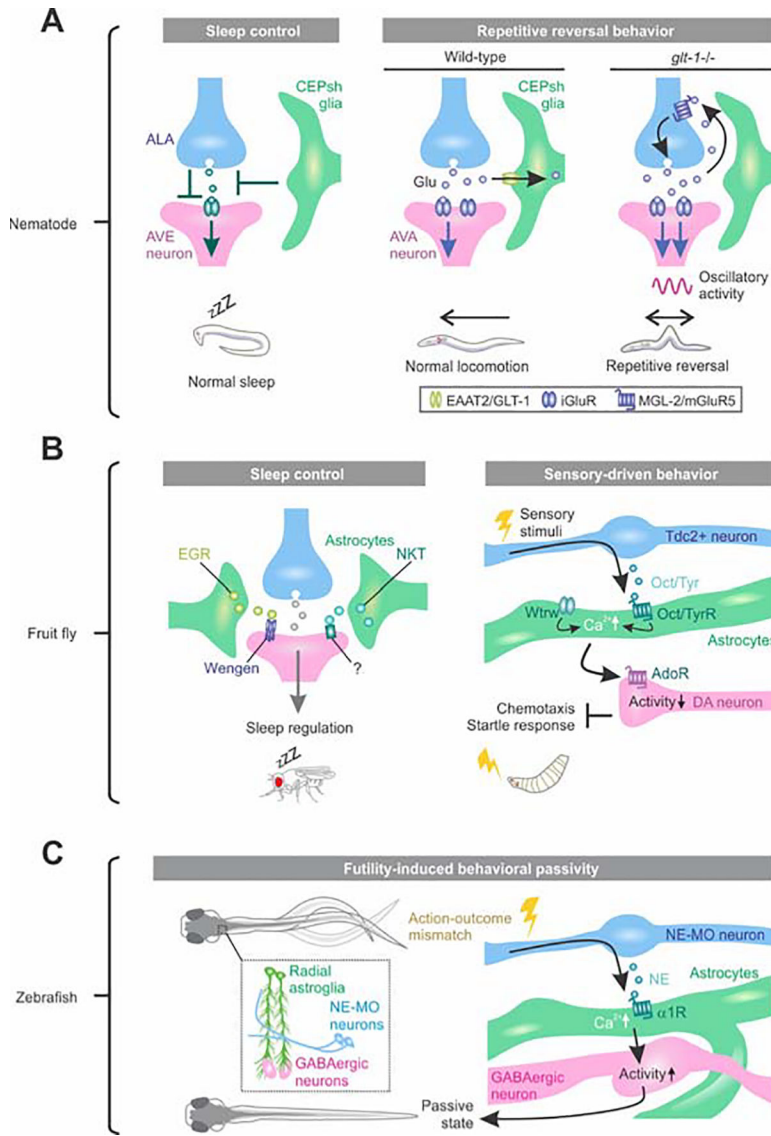 A
Sleep control
Repetitive reversal behavior
Wild-type
glt-1-/-
CEPsh
glia
CEPsh
glia
ALA
Glu
AVE
neuron
AVA
neuron
Nematode
Oscillatory
activity
zzZ
Normal sleep
Normal locomotion
Repetitive reversal
EAAT2/GLT-1
iGluR
MGL-2/mGluR5
B
Sleep control
Sensory-driven behavior
Sensory
stimuli
EGR
Astrocytes
NKT
Tdc2+ neuron
Oct/Tyr
Wtrw
Ca²⁺
Oct/TyrR
Astrocytes
Fruit fly
Wengen
?
AdoR
Activity
DA neuron
Sleep regulation
Chemotaxis
Startle response
zzZ
C
Futility-induced behavioral passivity
Action-outcome
mismatch
NE-MO neuron
Radial
astroglia
NE-MO
neurons
GABAergic
neurons
Zebrafish
NE
Astrocytes
Ca²⁺
α1R
GABAergic
neuron
Activity
Passive
state